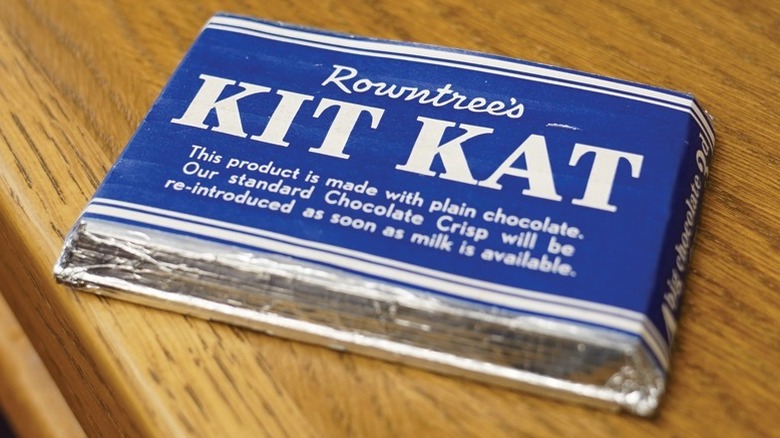 Rowntree's
KIT KAT
This product is made with plain chocolate.
Our standard Chocolate Crisp will be
re-introduced as soon as milk is available.
chocolate